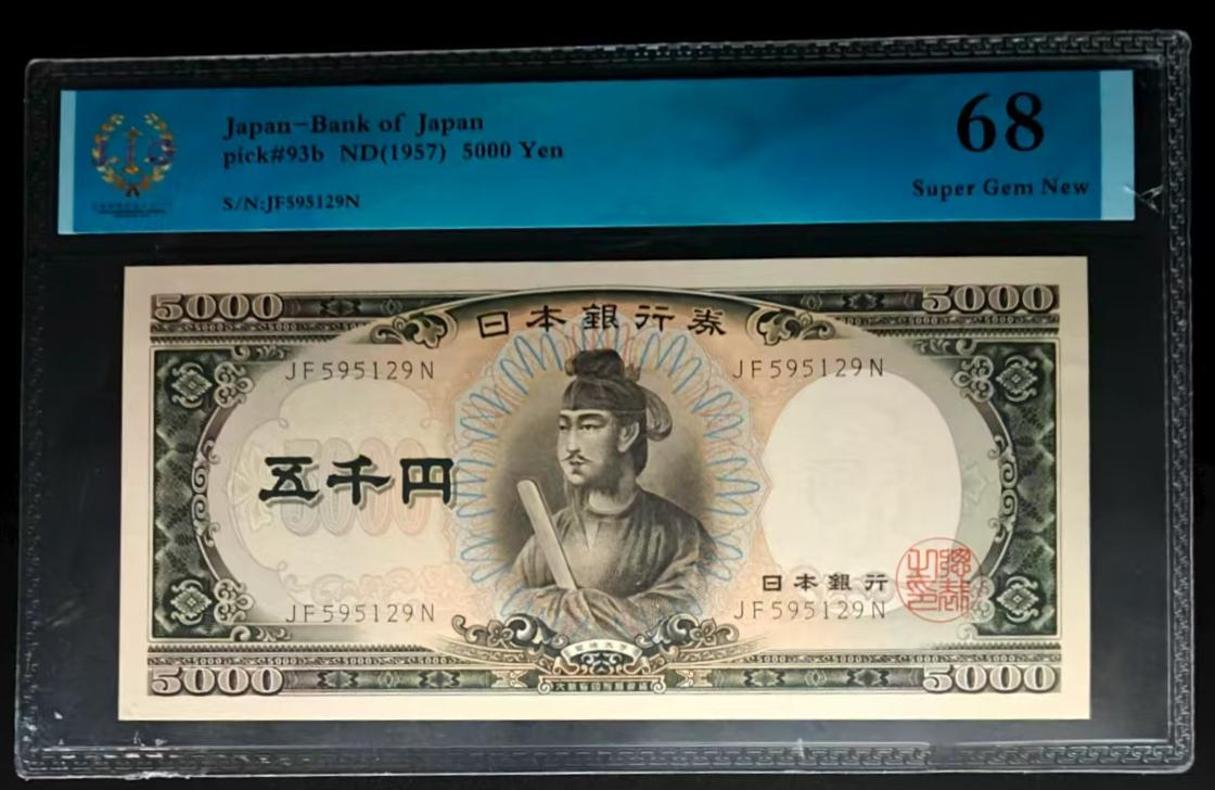 Japan-Bank of Japan
pick#93b ND(1957) 5000 Yen
S/N:JF595129N
68
Super Gem New
5000 5000
日本銀行券
JF595129N JF595129N
五千円
5000
日本銀行
JF595129N JF595129N
5000 5000